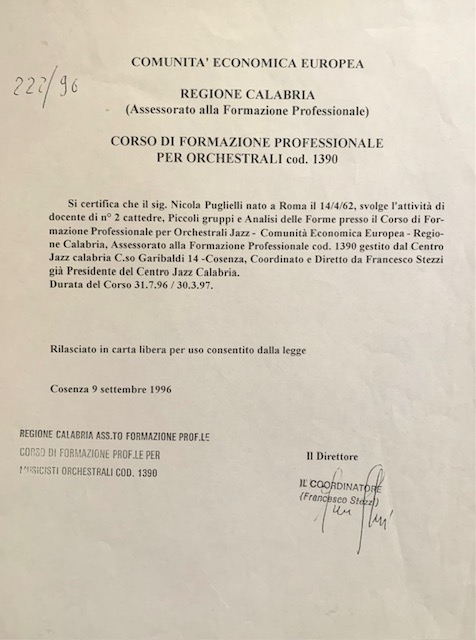 222/96
COMUNITA' ECONOMICA EUROPEA
REGIONE CALABRIA
(Assessorato alla Formazione Professionale)
CORSO DI FORMAZIONE PROFESSIONALE
PER ORCHESTRALI cod. 1390
Si certifica che il sig. Nicola Puglielli nato a Roma il 14/4/62, svolge l'attività di
docente di n° 2 cattedre, Piccoli gruppi e Analisi delle Forme presso il Corso di For-
mazione Professionale per Orchestrali Jazz - Comunità Economica Europea - Regio-
ne Calabria, Assessorato alla Formazione Professionale cod. 1390 gestito dal Centro
Jazz calabria C.so Garibaldi 14 -Cosenza, Coordinato e Diretto da Francesco Stezzi
già Presidente del Centro Jazz Calabria.
Durata del Corso 31.7.96 / 30.3.97.
Rilasciato in carta libera per uso consentito dalla legge
Cosenza 9 settembre 1996
REGIONE CALABRIA ASS.TO FORMAZIONE PROF.LE
CORSO DI FORMAZIONE PROF.LE PER
MUSICISTI ORCHESTRALI COD. 1390
Il Direttore
IL COORDINATORE
(Francesco Stezzi)